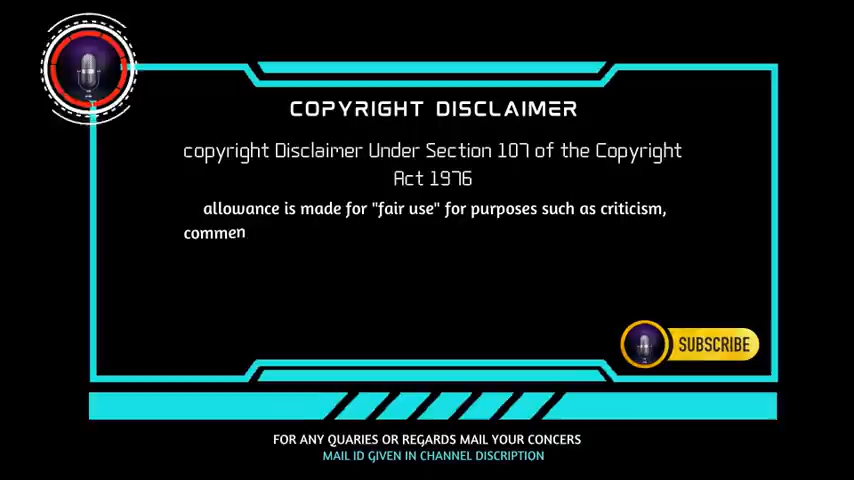 COPYRIGHT DISCLAIMER
copyright Disclaimer Under Section 107 of the Copyright
Act 1976
allowance is made for "fair use" for purposes such as criticism,
commen
SUBSCRIBE
FOR ANY QUARIES OR REGARDS MAIL YOUR CONCERS
MAIL ID GIVEN IN CHANNEL DISCRIPTION